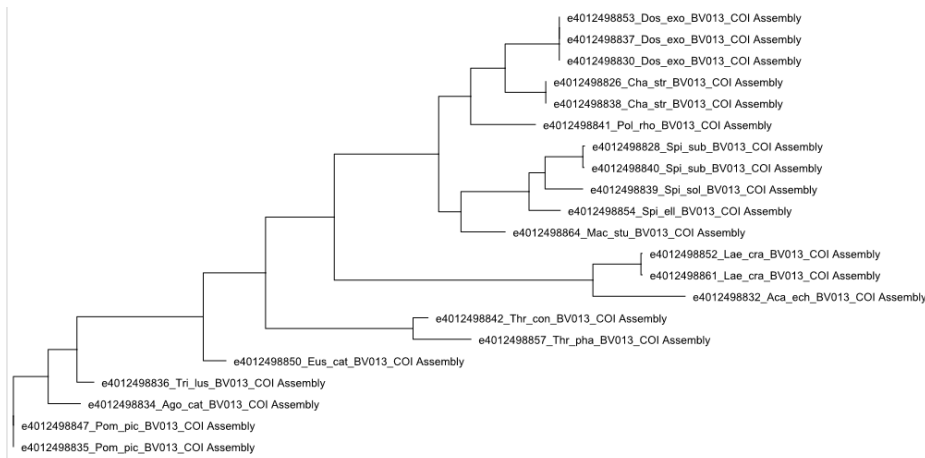 e4012498853_Dos_exo_BV013_COI Assembly
e4012498837_Dos_exo_BV013_COI Assembly
e4012498830_Dos_exo_BV013_COI Assembly
e4012498826_Cha_str_BV013_COI Assembly
e4012498838_Cha_str_BV013_COI Assembly
e4012498841_Pol_rho_BV013_COI Assembly
e4012498828_Spi_sub_BV013_COI Assembly
e4012498840_Spi_sub_BV013_COI Assembly
e4012498839_Spi_sol_BV013_COI Assembly
e4012498854_Spi_ell_BV013_COI Assembly
e4012498864_Mac_stu_BV013_COI Assembly
e4012498852_Lae_cra_BV013_COI Assembly
e4012498861_Lae_cra_BV013_COI Assembly
e4012498832_Aca_ech_BV013_COI Assembly
e4012498842_Thr_con_BV013_COI Assembly
e4012498857_Thr_pha_BV013_COI Assembly
e4012498850_Eus_cat_BV013_COI Assembly
e4012498836_Tri_lus_BV013_COI Assembly
e4012498834_Ago_cat_BV013_COI Assembly
e4012498847_Pom_pic_BV013_COI Assembly
e4012498835_Pom_pic_BV013_COI Assembly